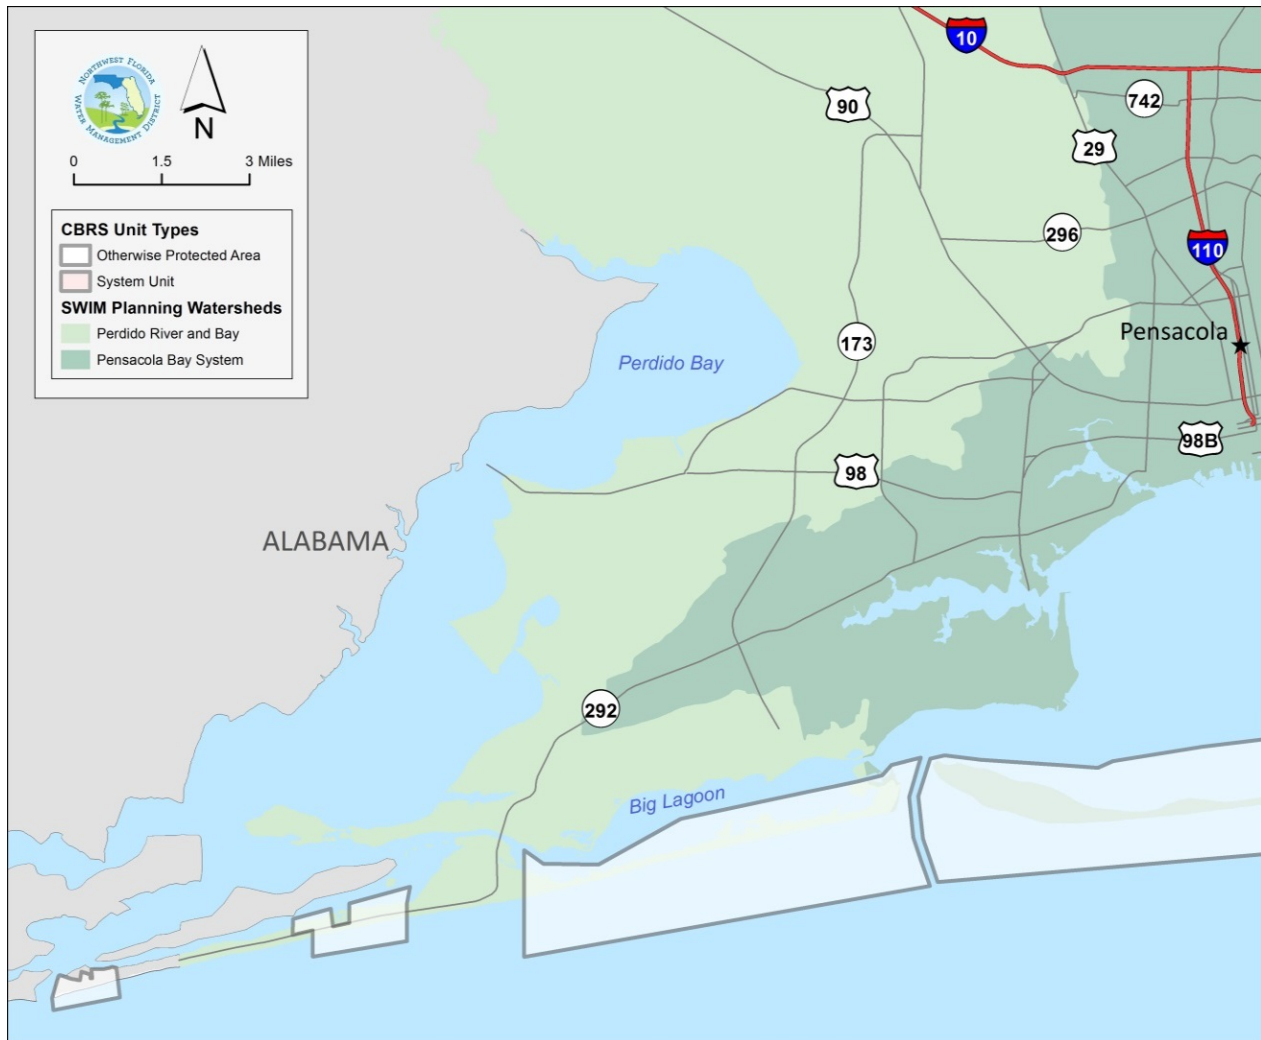 NORTHWEST FLORIDA
WATER MANAGEMENT DISTRICT
N
0 1.5 3 Miles
CBRS Unit Types
Otherwise Protected Area
System Unit
SWIM Planning Watersheds
Perdido River and Bay
Pensacola Bay System
10
90
742
29
296
110
Pensacola
173
Perdido Bay
98B
98
ALABAMA
292
Big Lagoon